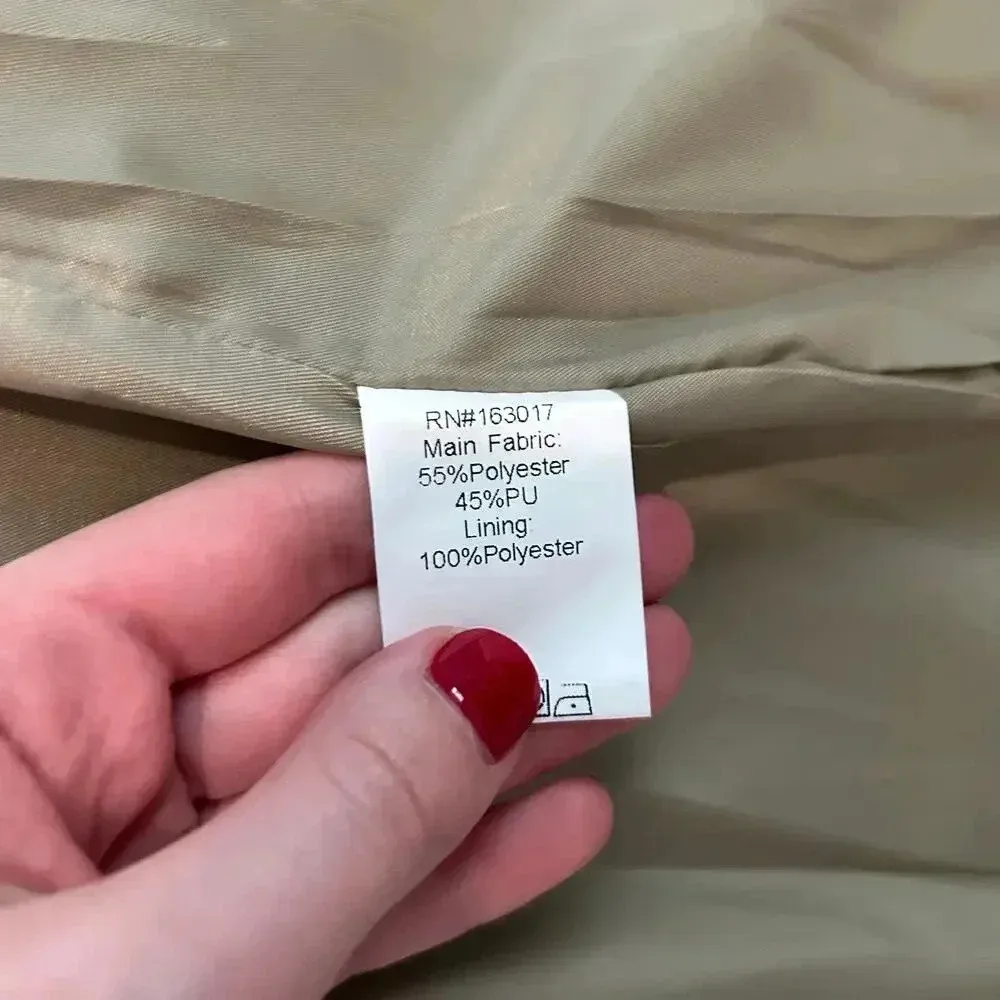 RN#163017
Main Fabric:
55%Polyester
45%PU
Lining:
100%Polyester